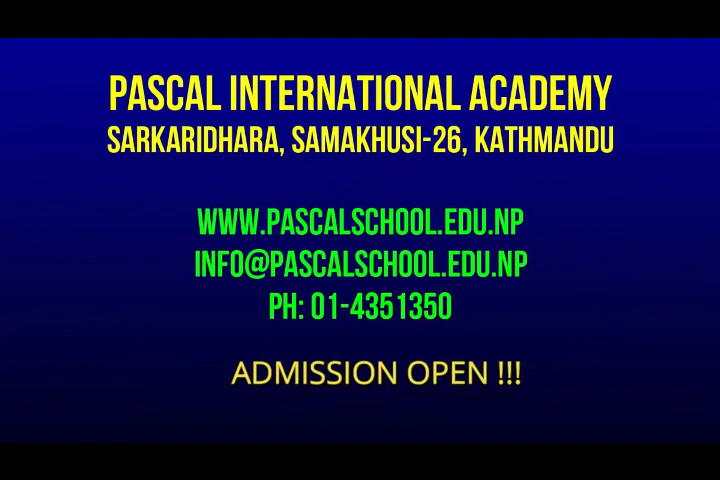 PASCAL INTERNATIONAL ACADEMY
SARKARIDHARA, SAMAKHUSI-26, KATHMANDU
WWW.PASCALSCHOOL.EDU.NP
INFO@PASCALSCHOOL.EDU.NP
PH: 01-4351350
ADMISSION OPEN !!!